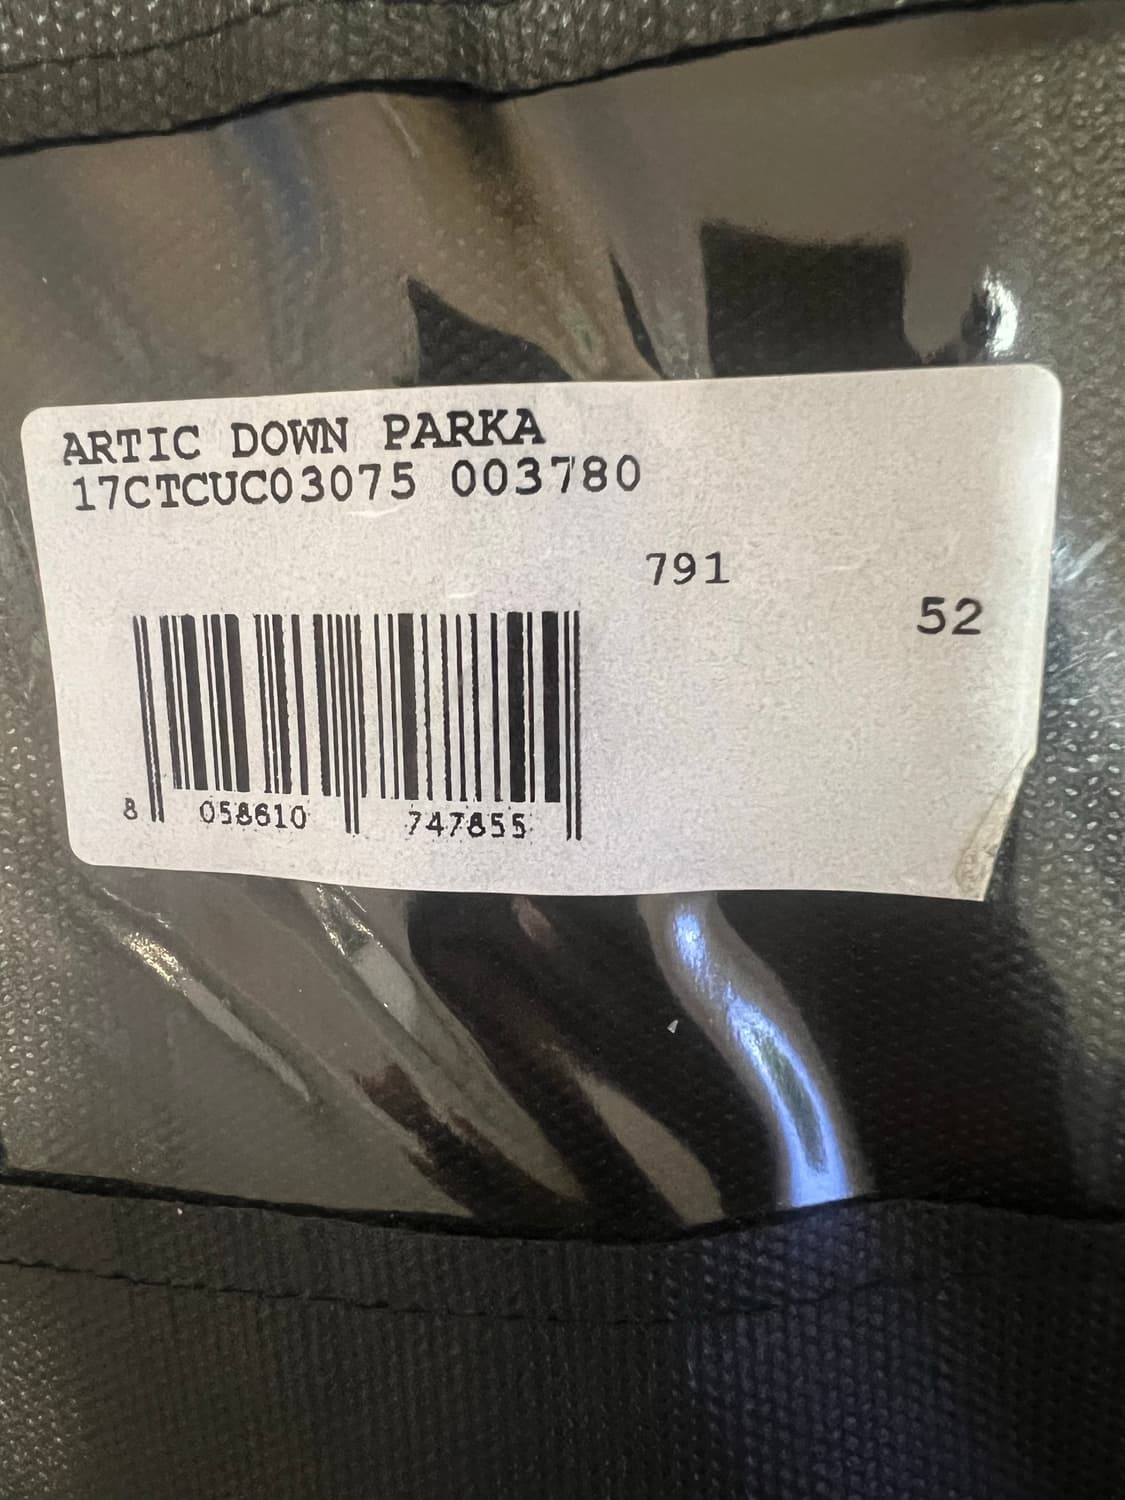 ARTIC DOWN PARKA
17CTCUC03075 003780
791
52
8 058610 747855